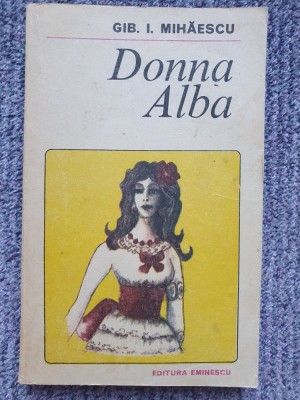 GIB. I. MIHĂESCU
Donna
Alba
EDITURA EMINESCU